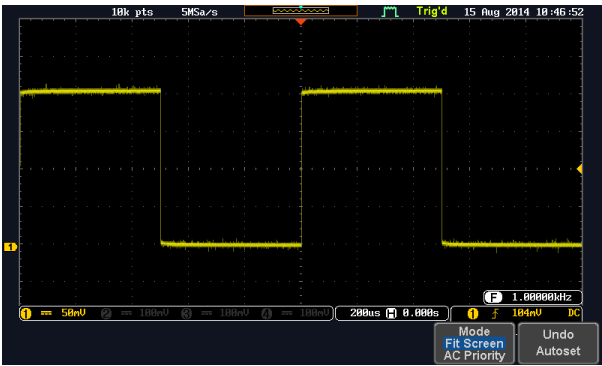 10k pts 5MSa/s Trig'd 15 Aug 2014 10:46:52
1
F 1.00000kHz
1 50mV 2 100mV 3 100mV 4 100mV 200us H 0.000s 1 104mV DC
Mode
Fit Screen
AC Priority
Undo
Autoset